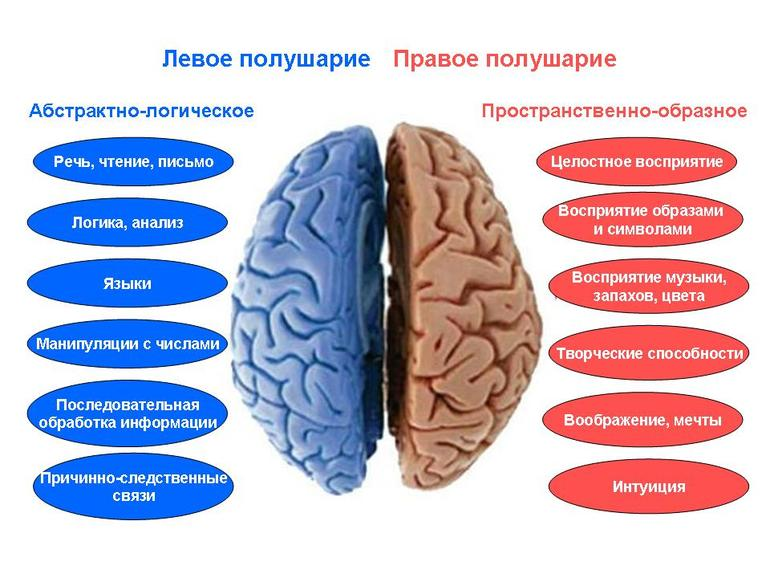 Левое полушарие Правое полушарие
Абстрактно-логическое
Пространственно-образное
Речь, чтение, письмо
Логика, анализ
Языки
Манипуляции с числами
Последовательная
обработка информации
Причинно-следственные
связи
Целостное восприятие
Восприятие образами
и символами
Восприятие музыки,
запахов, цвета
Творческие способности
Воображение, мечты
Интуиция